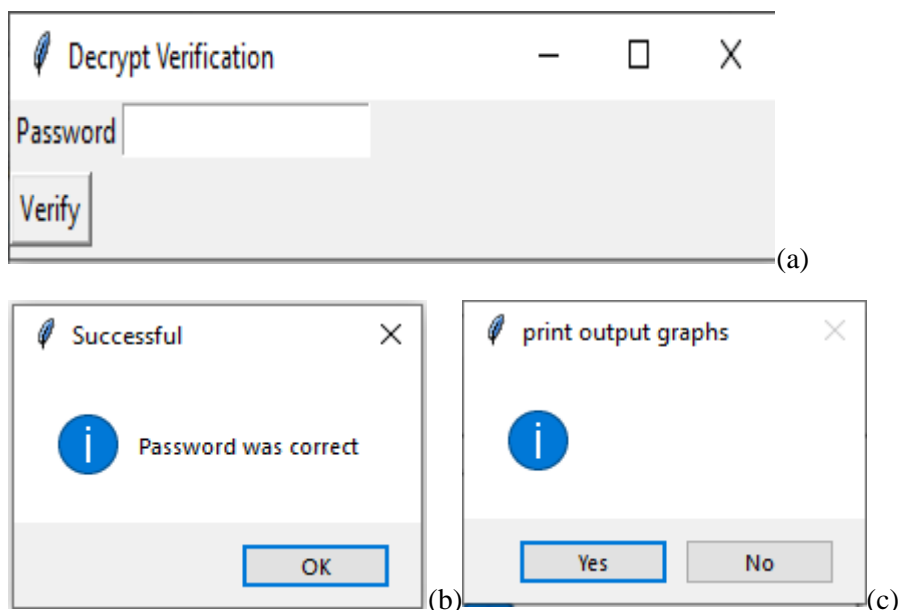 Decrypt Verification
Password
Verify
(a)
Successful
Password was correct
OK
(b)
print output graphs
Yes No
(c)